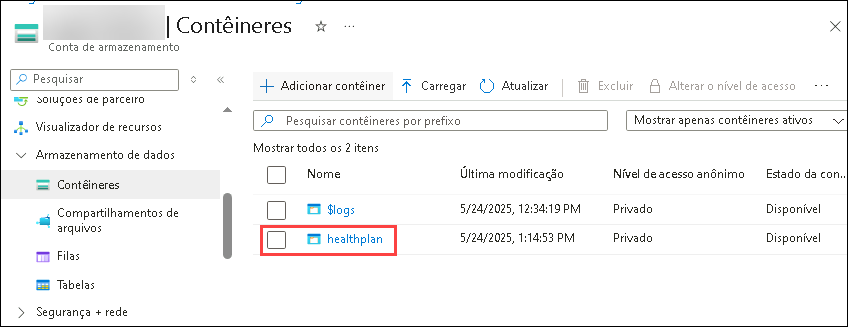 | Contêineres
Conta de armazenamento
Pesquisar
Soluções de parceiro
Visualizador de recursos
Armazenamento de dados
Contêineres
Compartilhamentos de
arquivos
Filas
Tabelas
Segurança + rede
Adicionar contêiner Carregar Atualizar Excluir Alterar o nível de acesso
Pesquisar contêineres por prefixo Mostrar apenas contêineres ativos
Mostrar todos os 2 itens
Nome Última modificação Nível de acesso anônimo Estado da con...
$logs 5/24/2025, 12:34:19 PM Privado Disponível
healthplan 5/24/2025, 1:14:53 PM Privado Disponível